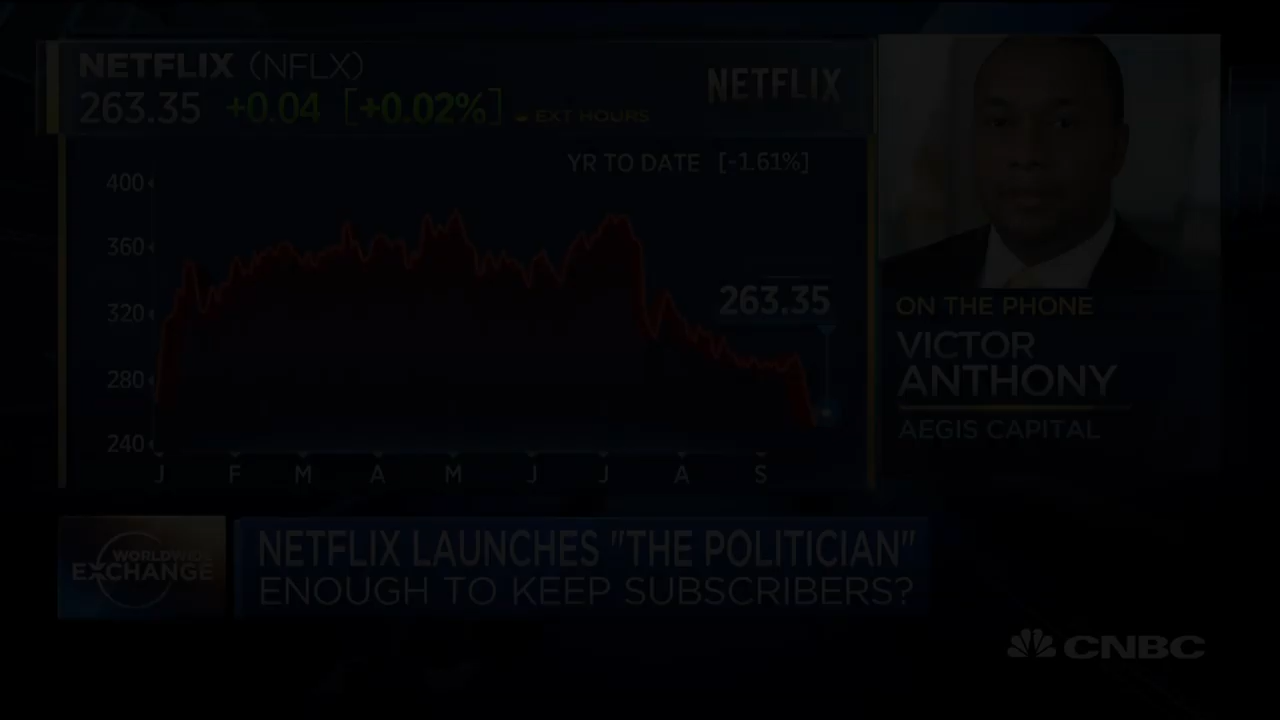 NETFLIX (NFLX)
263.35 +0.04 [+0.02%] EXT HOURS
NETFLIX
YR TO DATE [-1.61%]
400
360
320
280
240
263.35
J F M A M J J A S
ON THE PHONE
VICTOR
ANTHONY
AEGIS CAPITAL
WORLDWIDE
EXCHANGE
NETFLIX LAUNCHES "THE POLITICIAN"
ENOUGH TO KEEP SUBSCRIBERS?
CNBC